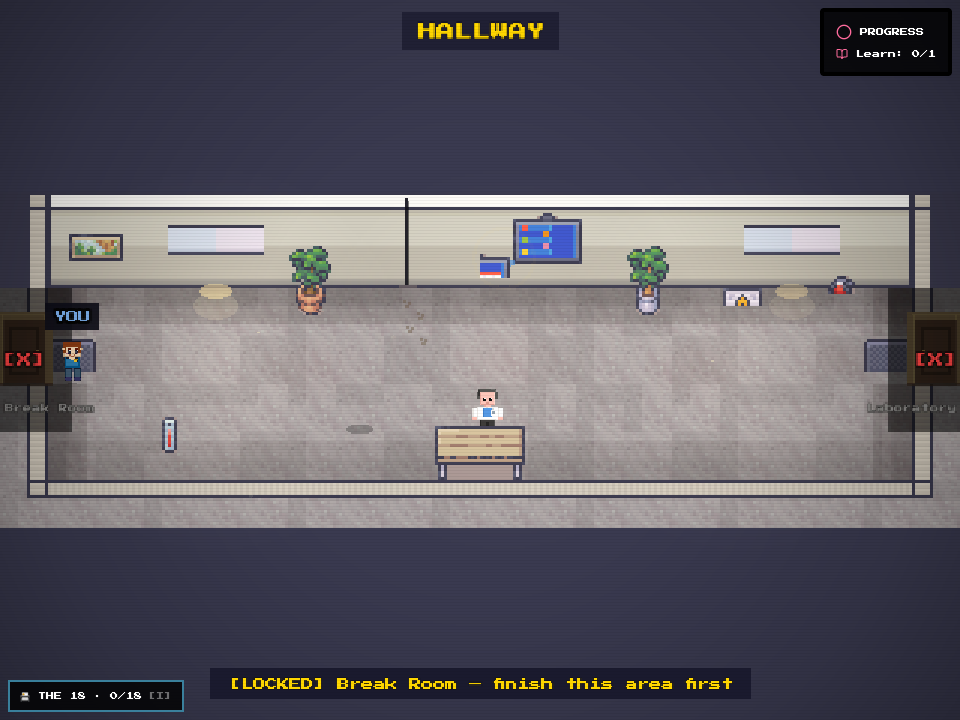 HALLWAY
PROGRESS
Learn: 0/1
YOU
[X]
[X]
Break Room
Laboratory
THE 18 · 0/18 [I]
[LOCKED] Break Room — finish this area first